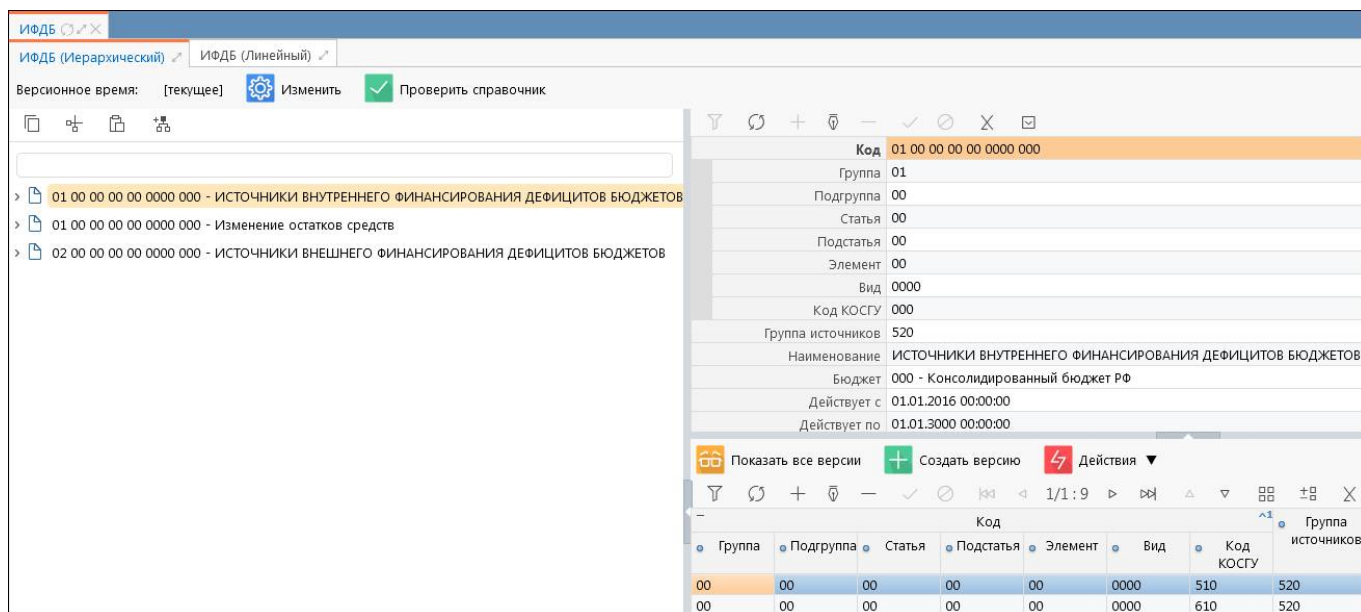 ИФДБ
ИФДБ (Иерархический) ИФДБ (Линейный)
Версионное время: [текущее] Изменить Проверить справочник
01 00 00 00 00 0000 000 - ИСТОЧНИКИ ВНУТРЕННЕГО ФИНАНСИРОВАНИЯ ДЕФИЦИТОВ БЮДЖЕТОВ
01 00 00 00 00 0000 000 - Изменение остатков средств
02 00 00 00 00 0000 000 - ИСТОЧНИКИ ВНЕШНЕГО ФИНАНСИРОВАНИЯ ДЕФИЦИТОВ БЮДЖЕТОВ
Код 01 00 00 00 00 0000 000
Группа 01
Подгруппа 00
Статья 00
Подстатья 00
Элемент 00
Вид 0000
Код КОСГУ 000
Группа источников 520
Наименование ИСТОЧНИКИ ВНУТРЕННЕГО ФИНАНСИРОВАНИЯ ДЕФИЦИТОВ БЮДЖЕТОВ
Бюджет 000 - Консолидированный бюджет РФ
Действует с 01.01.2016 00:00:00
Действует по 01.01.3000 00:00:00
Показать все версии Создать версию Действия ▼
1/1 : 9
Код ^1 Группа источников
Группа Подгруппа Статья Подстатья Элемент Вид Код КОСГУ
00 00 00 00 00 0000 510 520
00 00 00 00 00 0000 610 520